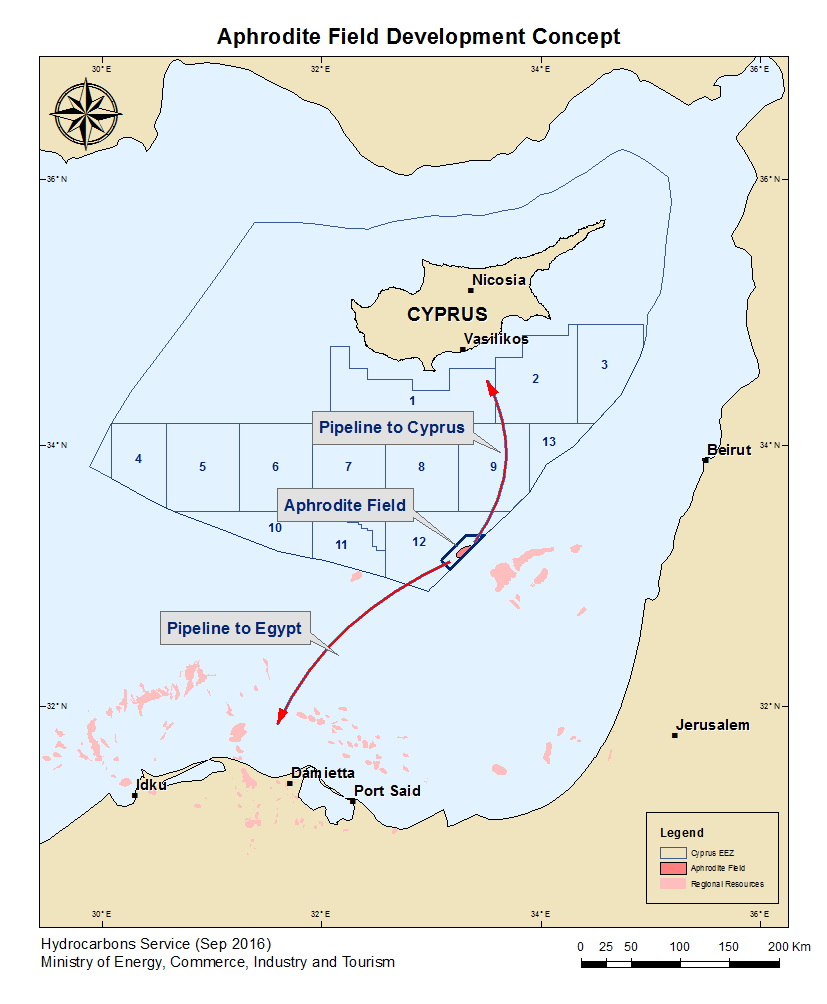 Aphrodite Field Development Concept
30° E
32° E
34° E
36° E
36° N
36° N
Nicosia
CYPRUS
Vasilikos
3
2
1
Pipeline to Cyprus
13
34° N
34° N
Beirut
4
5
6
7
8
9
Aphrodite Field
10
11
12
Pipeline to Egypt
32° N
32° N
Jerusalem
Damietta
Idku
Port Said
Legend
Cyprus EEZ
Aphrodite Field
Regional Resources
30° E
32° E
34° E
36° E
Hydrocarbons Service (Sep 2016)
Ministry of Energy, Commerce, Industry and Tourism
0 25 50 100 150 200 Km